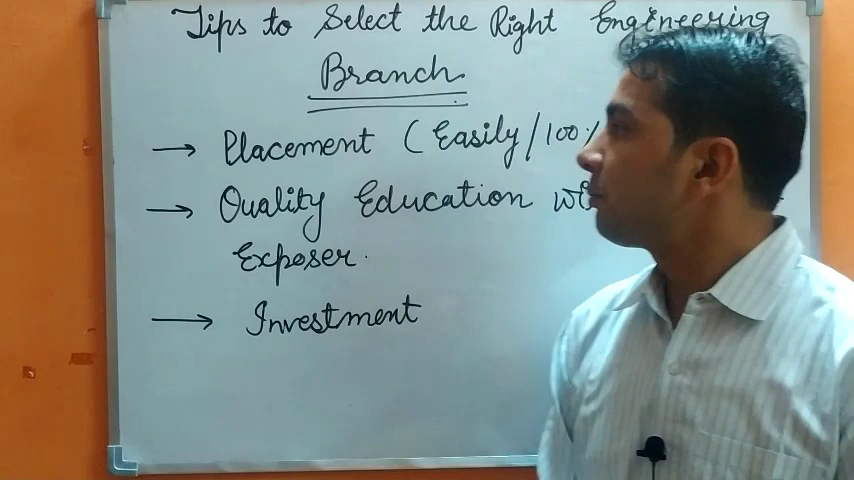 Tips to Select the Right Engineering
Branch
→ Placement (Easily/100%
→ Quality Education
Exposer.
→ Investment